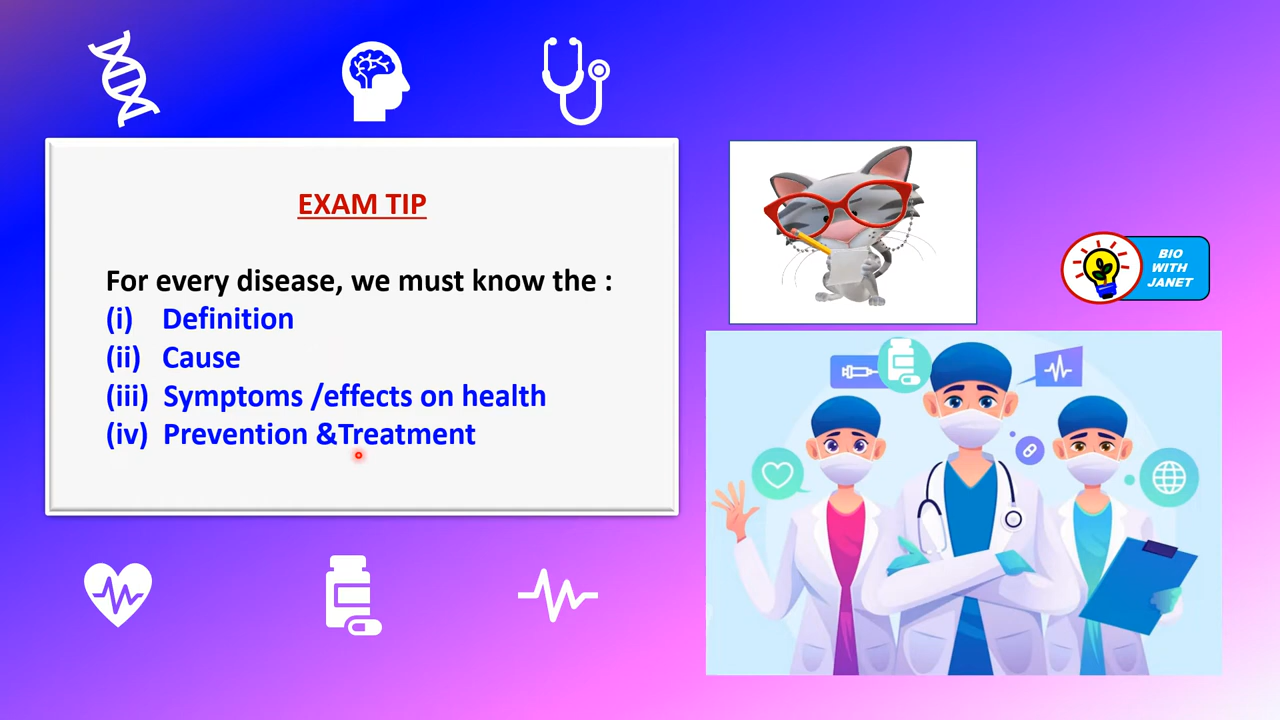 EXAM TIP
For every disease, we must know the :
(i) Definition
(ii) Cause
(iii) Symptoms /effects on health
(iv) Prevention &Treatment
BIO
WITH
JANET